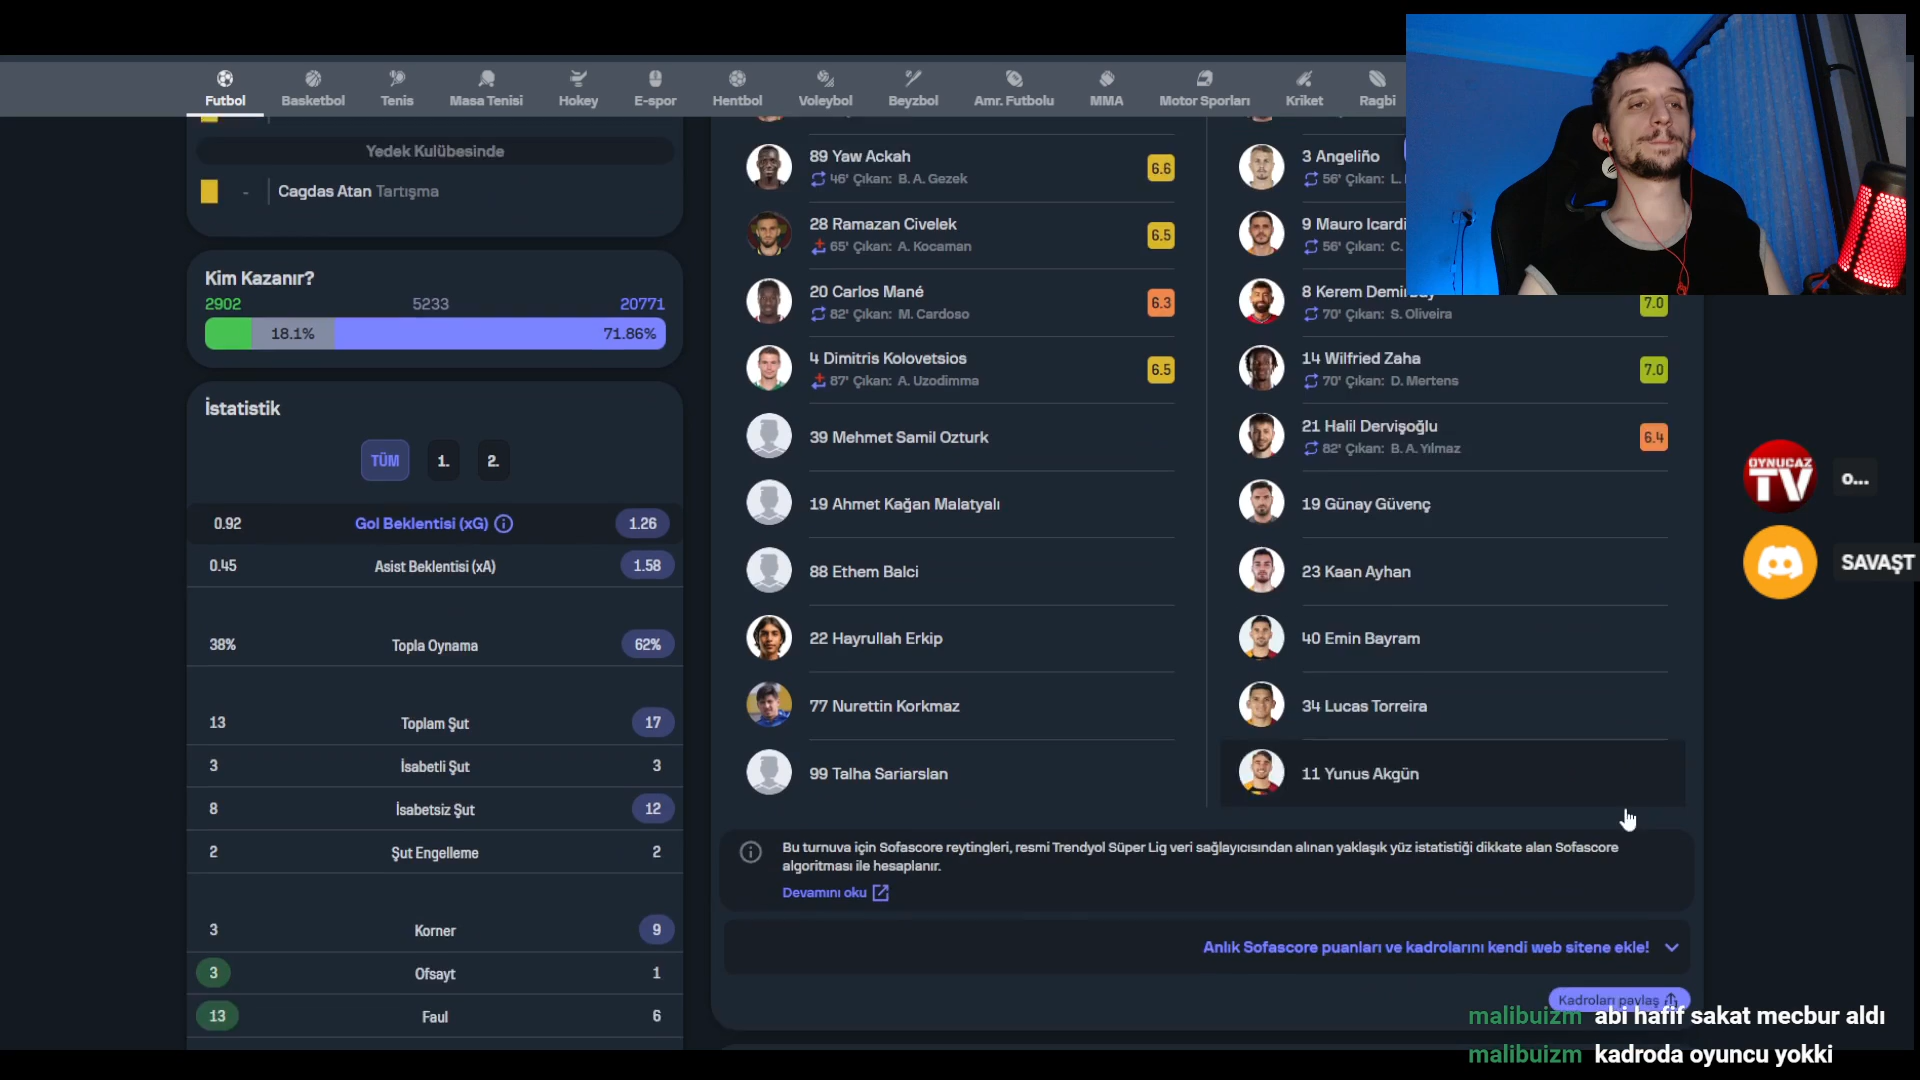 Futbol
Basketbol
Tenis
Masa Tenisi
Hokey
E-spor
Hentbol
Voleybol
Beyzbol
Amr. Futbolu
MMA
Motor Sporları
Kriket
Ragbi
Yedek Kulübesinde
- Cagdas Atan Tartışma
Kim Kazanır?
2902 5233 20771
18.1% 71.86%
İstatistik
TÜM 1. 2.
0.92 Gol Beklentisi (xG) 1.26
0.45 Asist Beklentisi (xA) 1.58
38% Topla Oynama 62%
13 Toplam Şut 17
3 İsabetli Şut 3
8 İsabetsiz Şut 12
2 Şut Engelleme 2
3 Korner 9
3 Ofsayt 1
13 Faul 6
89 Yaw Ackah
46' Çıkan: B. A. Gezek
6.6
28 Ramazan Civelek
65' Çıkan: A. Kocaman
6.5
20 Carlos Mané
82' Çıkan: M. Cardoso
6.3
4 Dimitris Kolovetsios
87' Çıkan: A. Uzodimma
6.5
39 Mehmet Samil Ozturk
19 Ahmet Kağan Malatyalı
88 Ethem Balci
22 Hayrullah Erkip
77 Nurettin Korkmaz
99 Talha Sariarslan
3 Angeliño
56' Çıkan: L.
9 Mauro Icardi
56' Çıkan: C.
8 Kerem Demirbay
70' Çıkan: S. Oliveira
7.0
14 Wilfried Zaha
70' Çıkan: D. Mertens
7.0
21 Halil Dervişoğlu
82' Çıkan: B. A. Yılmaz
6.4
19 Günay Güvenç
23 Kaan Ayhan
40 Emin Bayram
34 Lucas Torreira
11 Yunus Akgün
Bu turnuva için Sofascore reytingleri, resmi Trendyol Süper Lig veri sağlayıcısından alınan yaklaşık yüz istatistiği dikkate alan Sofascore
algoritması ile hesaplanır.
Devamını oku
Anlık Sofascore puanları ve kadrolarını kendi web sitene ekle!
Kadroları paylaş
OYNUCAZ
TV
o...
SAVAŞT
malibuizm abi hafif sakat mecbur aldı
malibuizm kadroda oyuncu yokki